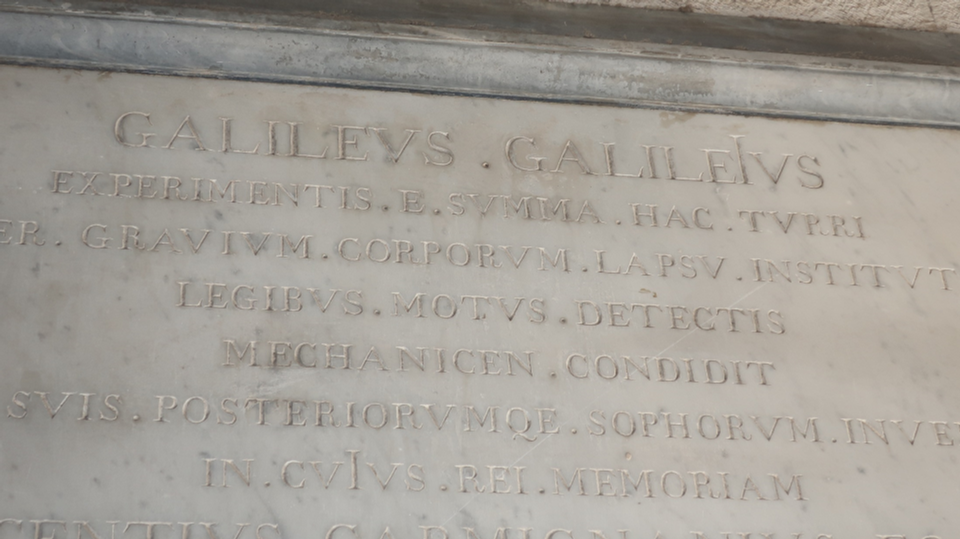 GALILEVS . GALILEIVS
EXPERIMENTIS . E . SVMMA . HAC . TVRRI
ER . GRAVIVM . CORPORVM . LAPSV . INSTITVT
LEGIBVS . MOTVS . DETECTIS
MECHANICEN . CONDIDIT
SVIS . POSTERIORVMQE . SOPHORVM . INVE
IN . CVIVS . REI . MEMORIAM